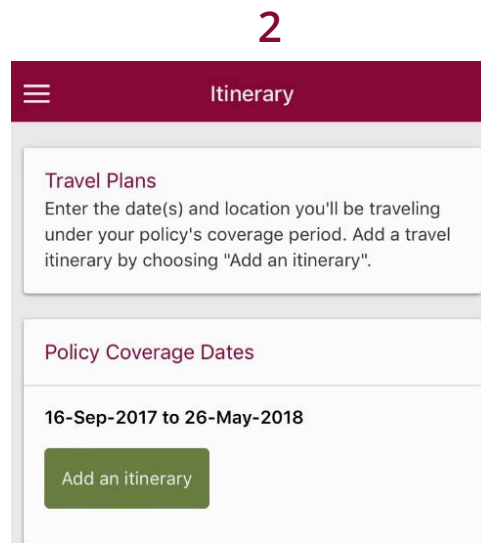 2
Itinerary
Travel Plans
Enter the date(s) and location you'll be traveling
under your policy's coverage period. Add a travel
itinerary by choosing "Add an itinerary".
Policy Coverage Dates
16-Sep-2017 to 26-May-2018
Add an itinerary